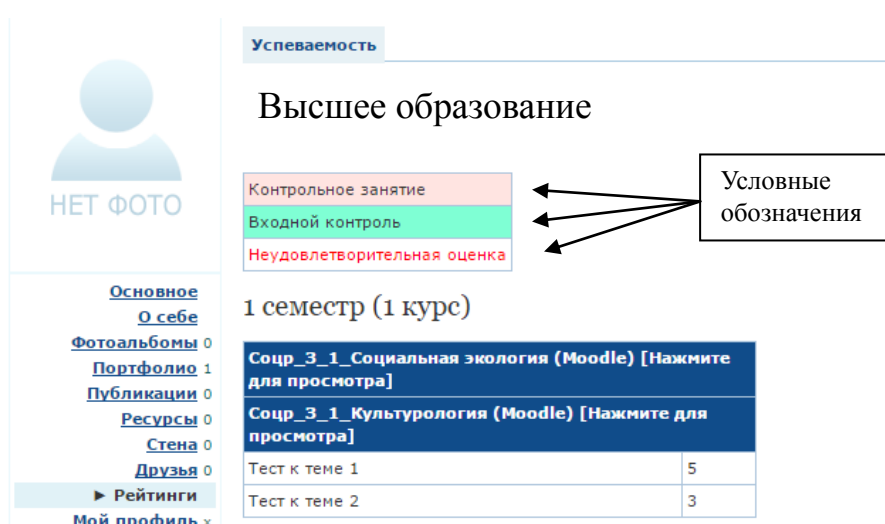 Успеваемость
Высшее образование
НЕТ ФОТО
Контрольное занятие
Входной контроль
Неудовлетворительная оценка
Условные
обозначения
Основное
О себе
Фотоальбомы 0
Портфолио 1
Публикации 0
Ресурсы 0
Стена 0
Друзья 0
► Рейтинги
Мой профиль x
1 семестр (1 курс)
Соцр_3_1_Социальная экология (Moodle) [Нажмите
для просмотра]
Соцр_3_1_Культурология (Moodle) [Нажмите для
просмотра]
Тест к теме 1 5
Тест к теме 2 3